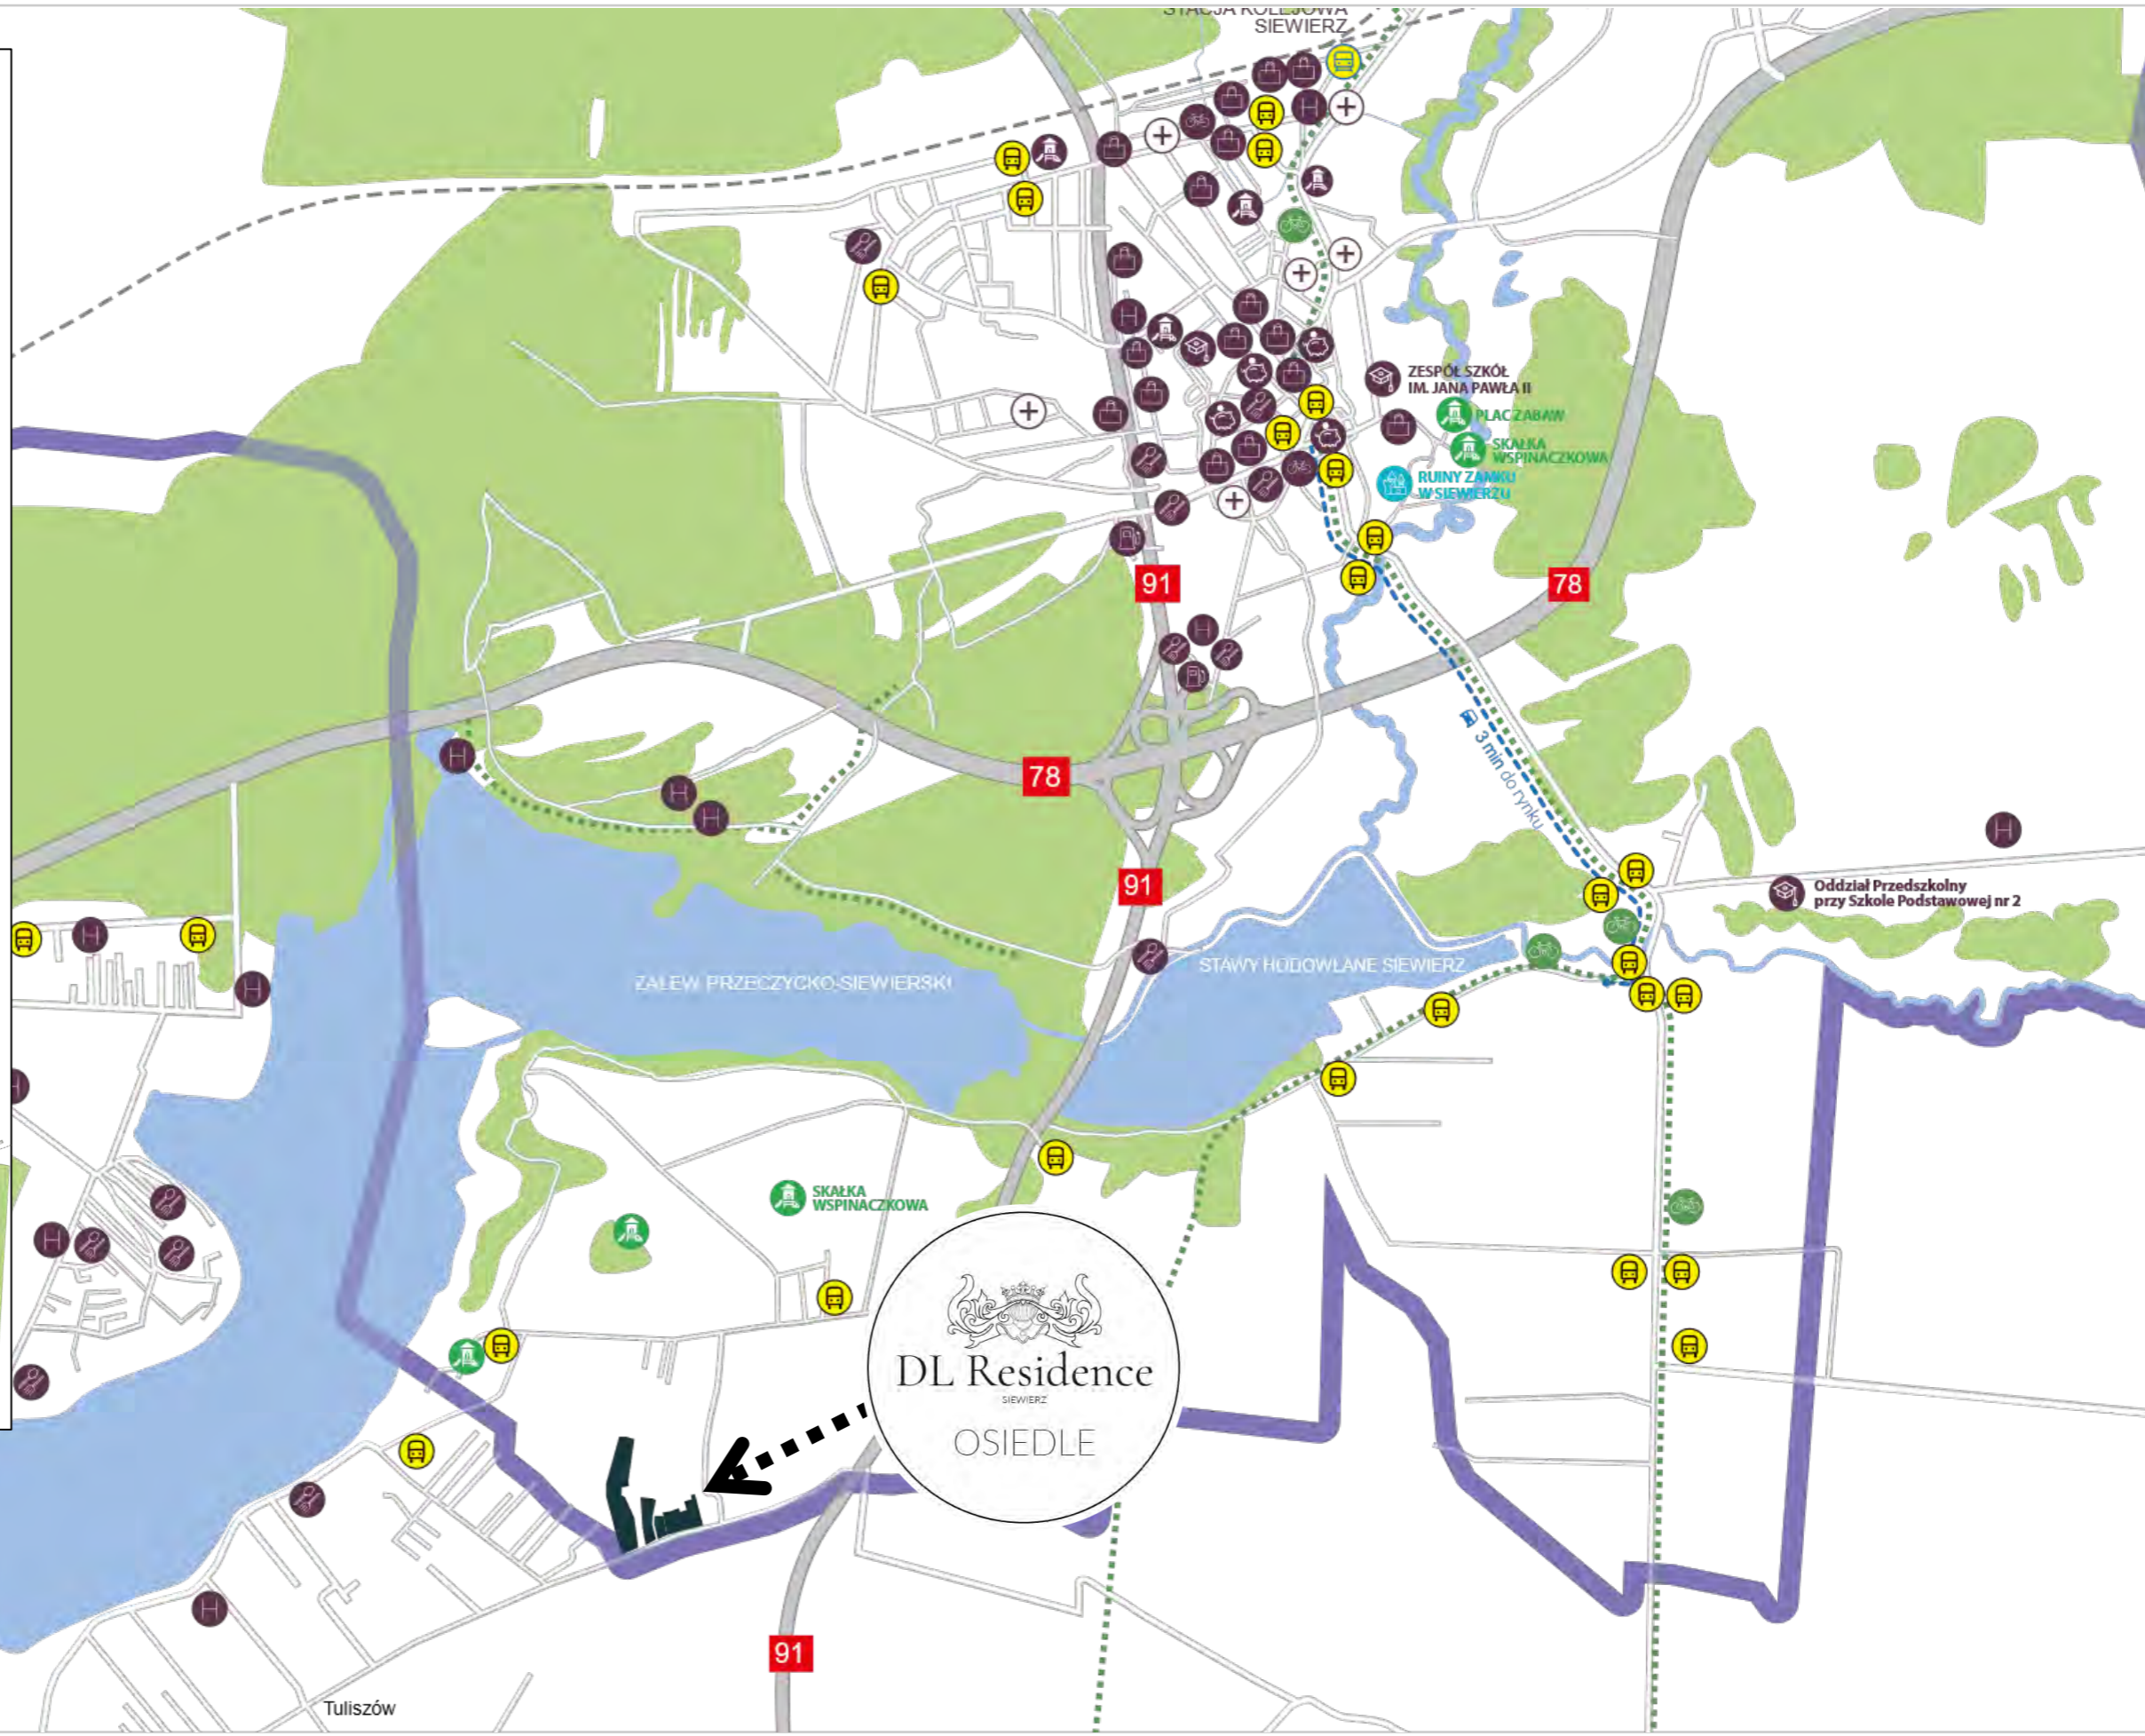 STACJA KOLEJOWA
SIEWIERZ
ZESPÓŁ SZKÓŁ
IM. JANA PAWŁA II
PLAC ZABAW
SKAŁKA
WSPINACZKOWA
RUINY ZAMKU
W SIEWIERZU
91
78
3 min do rynku
78
91
Oddział Przedszkolny
przy Szkole Podstawowej nr 2
STAWY HODOWLANE SIEWIERZ
ZALEW PRZECZYCKO-SIEWIERSKI
SKAŁKA
WSPINACZKOWA
DL Residence
SIEWIERZ
OSIEDLE
91
Tuliszów